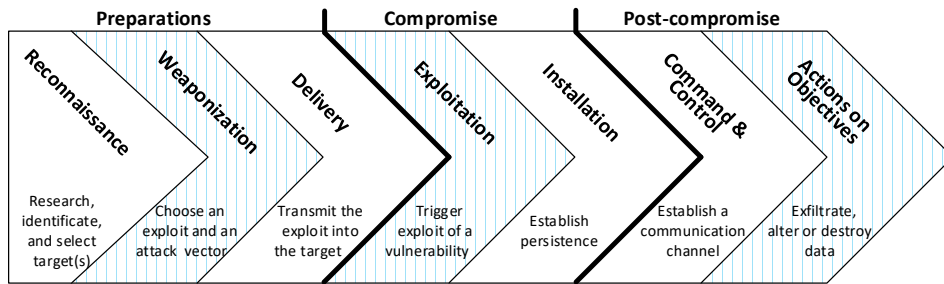 Preparations
Compromise
Post-compromise
Reconnaissance
Weaponization
Delivery
Exploitation
Installation
Command &
Control
Actions on
Objectives
Research,
identificate,
and select
target(s)
Choose an
exploit and an
attack vector
Transmit the
exploit into
the target
Trigger
exploit of a
vulnerability
Establish
persistence
Establish a
communication
channel
Exfiltrate,
alter or destroy
data